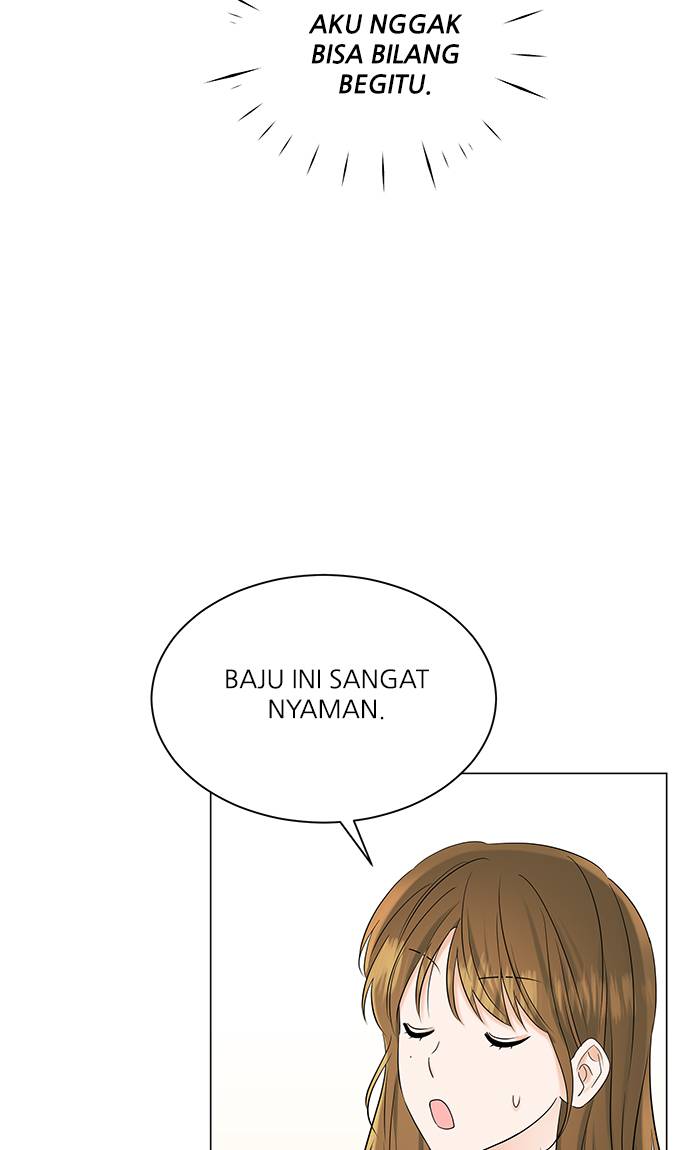 AKU NGGAK
BISA BILANG
BEGITU.
BAJU INI SANGAT
NYAMAN.